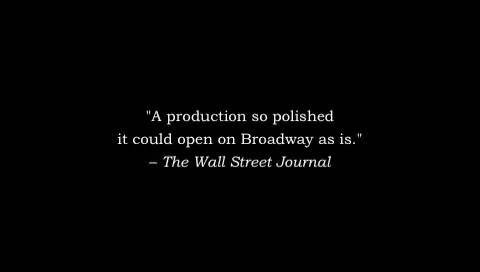 "A production so polished
it could open on Broadway as is."
– The Wall Street Journal